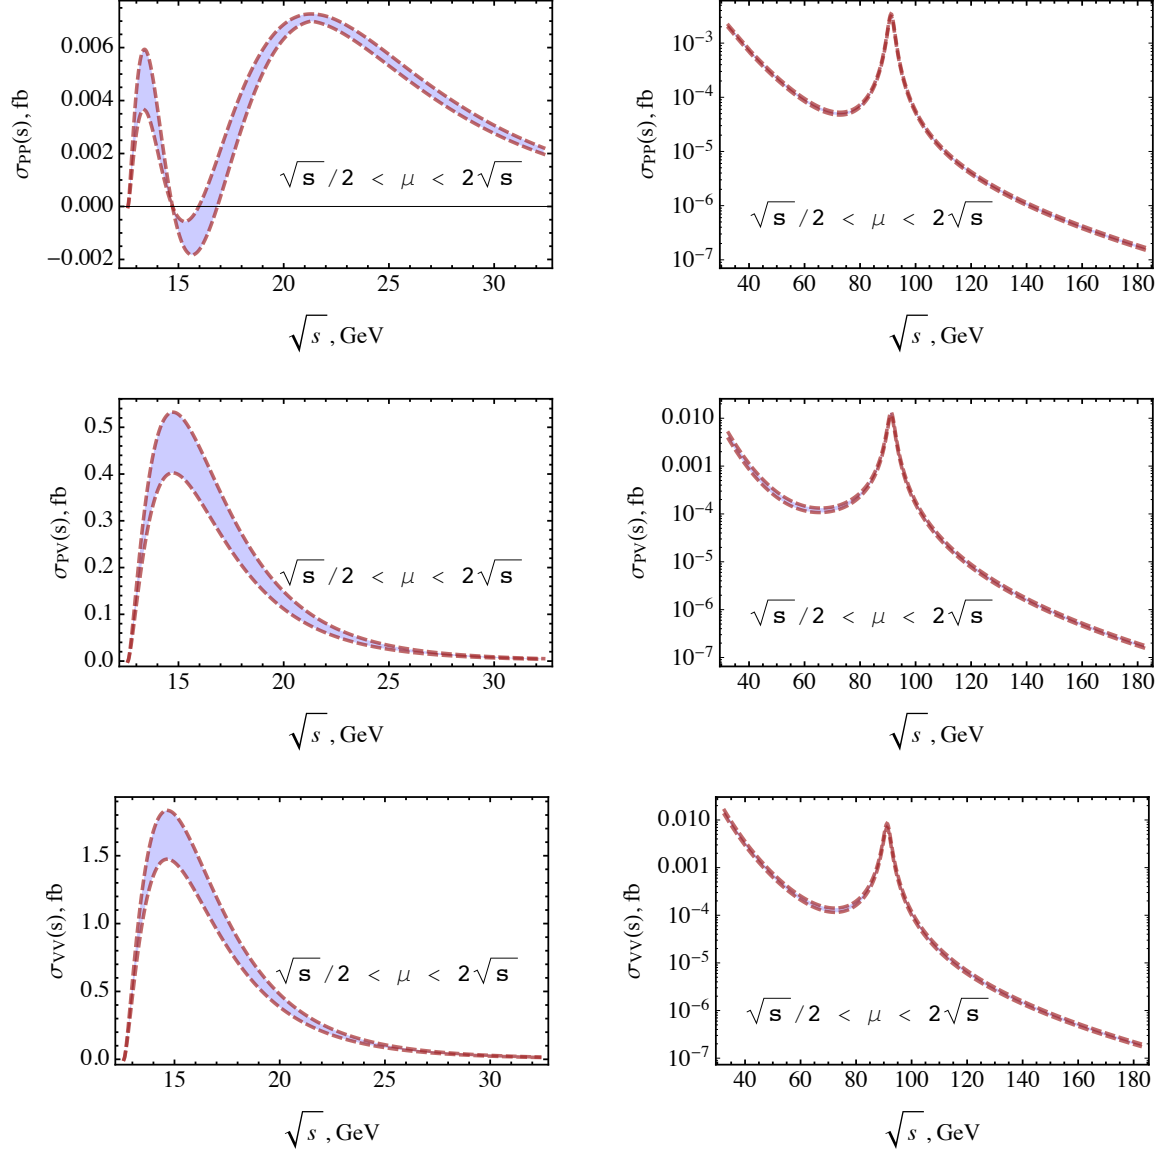 σPP(s), fb
0.006
0.004
0.002
0.000
−0.002
√s /2 < μ < 2√s
15 20 25 30
√s , GeV
σPP(s), fb
10−3
10−4
10−5
10−6
10−7
√s /2 < μ < 2√s
40 60 80 100 120 140 160 180
√s , GeV
σPV(s), fb
0.5
0.4
0.3
0.2
0.1
0.0
√s /2 < μ < 2√s
15 20 25 30
√s , GeV
σPV(s), fb
0.010
0.001
10−4
10−5
10−6
10−7
√s /2 < μ < 2√s
40 60 80 100 120 140 160 180
√s , GeV
σVV(s), fb
1.5
1.0
0.5
0.0
√s /2 < μ < 2√s
15 20 25 30
√s , GeV
σVV(s), fb
0.010
0.001
10−4
10−5
10−6
10−7
√s /2 < μ < 2√s
40 60 80 100 120 140 160 180
√s , GeV